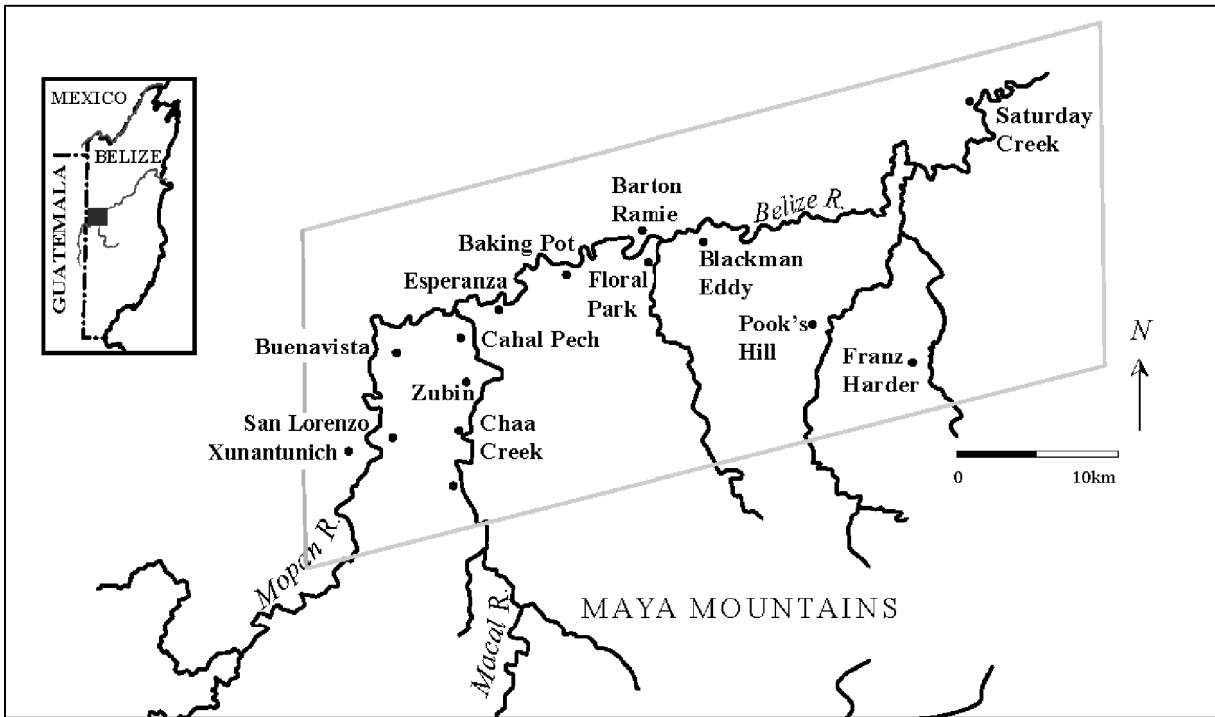 MEXICO
BELIZE
GUATEMALA
Saturday
Creek
Barton
Ramie
Belize R.
Baking Pot
Blackman
Eddy
Floral
Park
Esperanza
Pook's
Hill
N
Buenavista
Cahal Pech
Franz
Harder
Zubin
San Lorenzo
Xunantunich
Chaa
Creek
0
10km
Mopan R.
MAYA MOUNTAINS
Macal R.